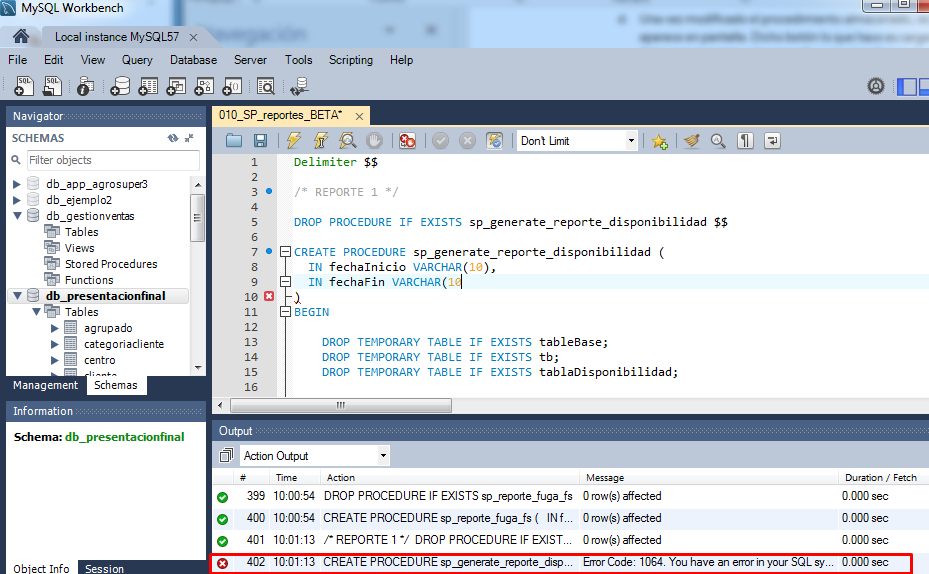 MySQL Workbench
Local instance MySQL57 ×
File Edit View Query Database Server Tools Scripting Help
Navigator
SCHEMAS
Filter objects
db_app_agrosuper3
db_ejemplo2
db_gestionventas
Tables
Views
Stored Procedures
Functions
db_presentacionfinal
Tables
agrupado
categoriacliente
centro
cliente
Management Schemas
Information
Schema: db_presentacionfinal
Object Info Session
010_SP_reportes_BETA* ×
Don't Limit
1 Delimiter $$
2
3 /* REPORTE 1 */
4
5 DROP PROCEDURE IF EXISTS sp_generate_reporte_disponibilidad $$
6
7 CREATE PROCEDURE sp_generate_reporte_disponibilidad (
8 IN fechaInicio VARCHAR(10),
9 IN fechaFin VARCHAR(10
10 )
11 BEGIN
12
13 DROP TEMPORARY TABLE IF EXISTS tableBase;
14 DROP TEMPORARY TABLE IF EXISTS tb;
15 DROP TEMPORARY TABLE IF EXISTS tablaDisponibilidad;
16
Output
Action Output
# Time Action Message Duration / Fetch
399 10:00:54 DROP PROCEDURE IF EXISTS sp_reporte_fuga_fs 0 row(s) affected 0.000 sec
400 10:00:54 CREATE PROCEDURE sp_reporte_fuga_fs ( IN f... 0 row(s) affected 0.000 sec
401 10:01:13 /* REPORTE 1 */ DROP PROCEDURE IF EXIST... 0 row(s) affected 0.000 sec
402 10:01:13 CREATE PROCEDURE sp_generate_reporte_disp... Error Code: 1064. You have an error in your SQL sy... 0.000 sec